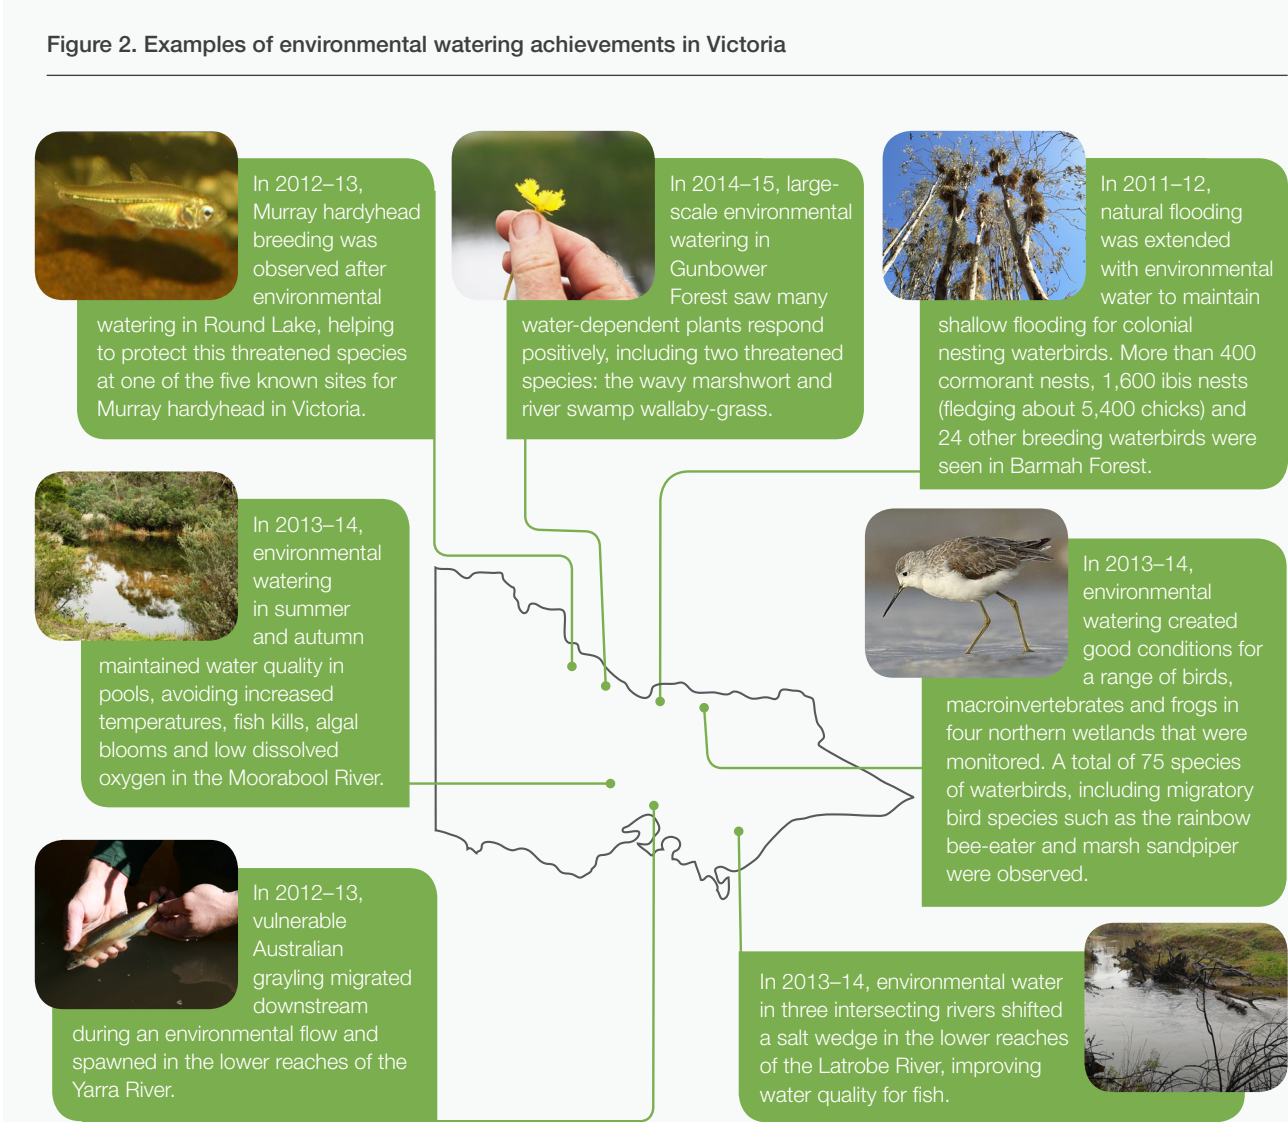 Figure 2. Examples of environmental watering achievements in Victoria
In 2012–13,
Murray hardyhead
breeding was
observed after
environmental
watering in Round Lake, helping
to protect this threatened species
at one of the five known sites for
Murray hardyhead in Victoria.
In 2014–15, large-
scale environmental
watering in
Gunbower
Forest saw many
water-dependent plants respond
positively, including two threatened
species: the wavy marshwort and
river swamp wallaby-grass.
In 2011–12,
natural flooding
was extended
with environmental
water to maintain
shallow flooding for colonial
nesting waterbirds. More than 400
cormorant nests, 1,600 ibis nests
(fledging about 5,400 chicks) and
24 other breeding waterbirds were
seen in Barmah Forest.
In 2013–14,
environmental
watering
in summer
and autumn
maintained water quality in
pools, avoiding increased
temperatures, fish kills, algal
blooms and low dissolved
oxygen in the Moorabool River.
In 2013–14,
environmental
watering created
good conditions for
a range of birds,
macroinvertebrates and frogs in
four northern wetlands that were
monitored. A total of 75 species
of waterbirds, including migratory
bird species such as the rainbow
bee-eater and marsh sandpiper
were observed.
In 2012–13,
vulnerable
Australian
grayling migrated
downstream
during an environmental flow and
spawned in the lower reaches of the
Yarra River.
In 2013–14, environmental water
in three intersecting rivers shifted
a salt wedge in the lower reaches
of the Latrobe River, improving
water quality for fish.